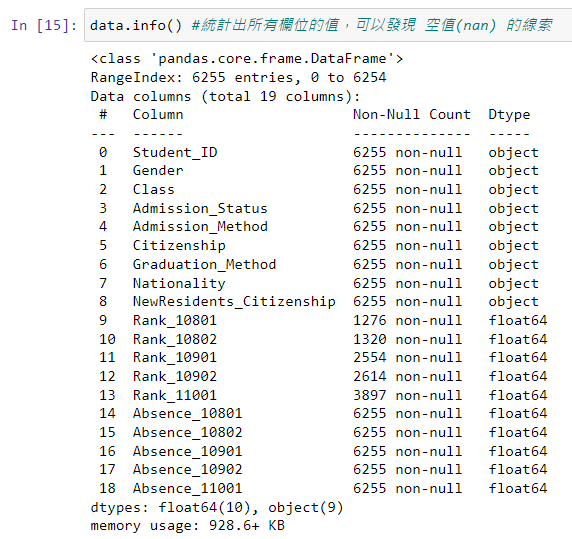 In [15]: data.info() #統計出所有欄位的值，可以發現 空值(nan) 的線索
<class 'pandas.core.frame.DataFrame'>
RangeIndex: 6255 entries, 0 to 6254
Data columns (total 19 columns):
 #   Column                    Non-Null Count  Dtype
---  ------                    --------------  -----
 0   Student_ID                6255 non-null   object
 1   Gender                    6255 non-null   object
 2   Class                     6255 non-null   object
 3   Admission_Status          6255 non-null   object
 4   Admission_Method          6255 non-null   object
 5   Citizenship               6255 non-null   object
 6   Graduation_Method         6255 non-null   object
 7   Nationality               6255 non-null   object
 8   NewResidents_Citizenship  6255 non-null   object
 9   Rank_10801                1276 non-null   float64
 10  Rank_10802                1320 non-null   float64
 11  Rank_10901                2554 non-null   float64
 12  Rank_10902                2614 non-null   float64
 13  Rank_11001                3897 non-null   float64
 14  Absence_10801             6255 non-null   float64
 15  Absence_10802             6255 non-null   float64
 16  Absence_10901             6255 non-null   float64
 17  Absence_10902             6255 non-null   float64
 18  Absence_11001             6255 non-null   float64
dtypes: float64(10), object(9)
memory usage: 928.6+ KB